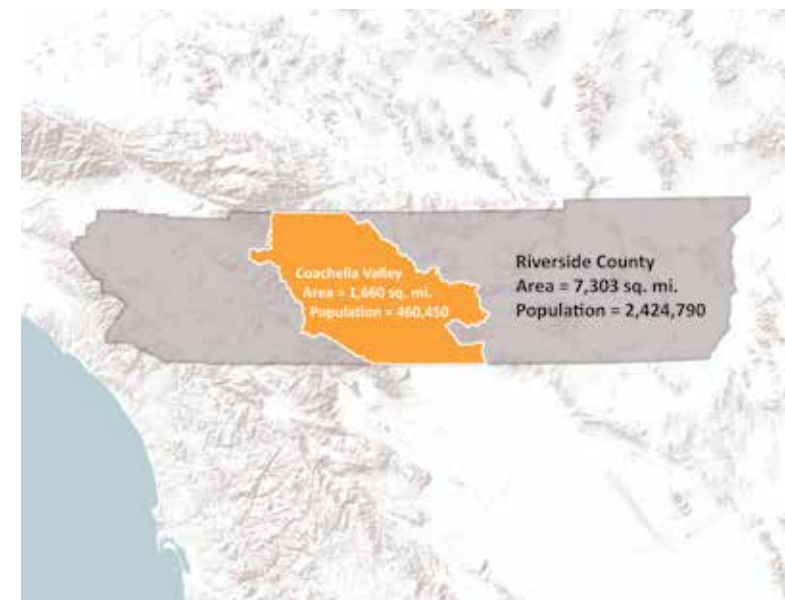 Coachella Valley
Area = 1,660 sq. mi.
Population = 460,450
Riverside County
Area = 7,303 sq. mi.
Population = 2,424,790